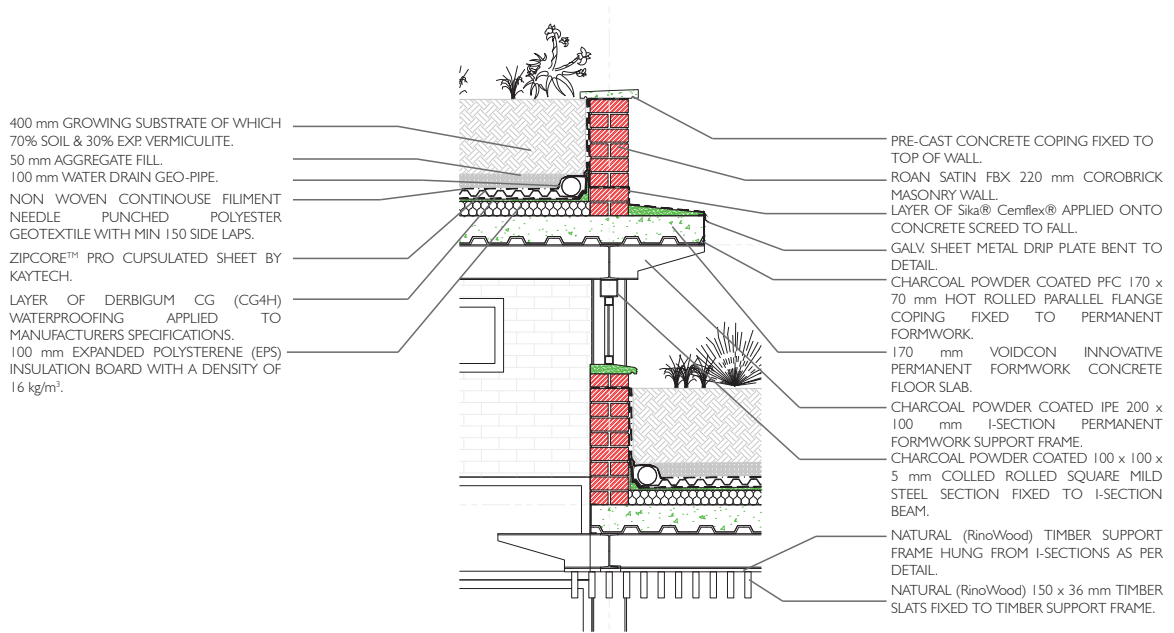 400 mm GROWING SUBSTRATE OF WHICH
70% SOIL & 30% EXP. VERMICULITE.
50 mm AGGREGATE FILL.
100 mm WATER DRAIN GEO-PIPE.
NON WOVEN CONTINOUSE FILIMENT
NEEDLE PUNCHED POLYESTER
GEOTEXTILE WITH MIN 150 SIDE LAPS.
ZIPCORE™ PRO CUPSULATED SHEET BY
KAYTECH.
LAYER OF DERBIGUM CG (CG4H)
WATERPROOFING APPLIED TO
MANUFACTURERS SPECIFICATIONS.
100 mm EXPANDED POLYSTERENE (EPS)
INSULATION BOARD WITH A DENSITY OF
16 kg/m³.
PRE-CAST CONCRETE COPING FIXED TO
TOP OF WALL.
ROAN SATIN FBX 220 mm COROBRICK
MASONRY WALL.
LAYER OF Sika® Cemflex® APPLIED ONTO
CONCRETE SCREED TO FALL.
GALV. SHEET METAL DRIP PLATE BENT TO
DETAIL.
CHARCOAL POWDER COATED PFC 170 x
70 mm HOT ROLLED PARALLEL FLANGE
COPING FIXED TO PERMANENT
FORMWORK.
170 mm VOIDCON INNOVATIVE
PERMANENT FORMWORK CONCRETE
FLOOR SLAB.
CHARCOAL POWDER COATED IPE 200 x
100 mm I-SECTION PERMANENT
FORMWORK SUPPORT FRAME.
CHARCOAL POWDER COATED 100 x 100 x
5 mm COLLED ROLLED SQUARE MILD
STEEL SECTION FIXED TO I-SECTION
BEAM.
NATURAL (RinoWood) TIMBER SUPPORT
FRAME HUNG FROM I-SECTIONS AS PER
DETAIL.
NATURAL (RinoWood) 150 x 36 mm TIMBER
SLATS FIXED TO TIMBER SUPPORT FRAME.